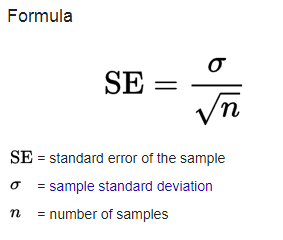 Formula
SE = σ / √n
SE = standard error of the sample
σ = sample standard deviation
n = number of samples